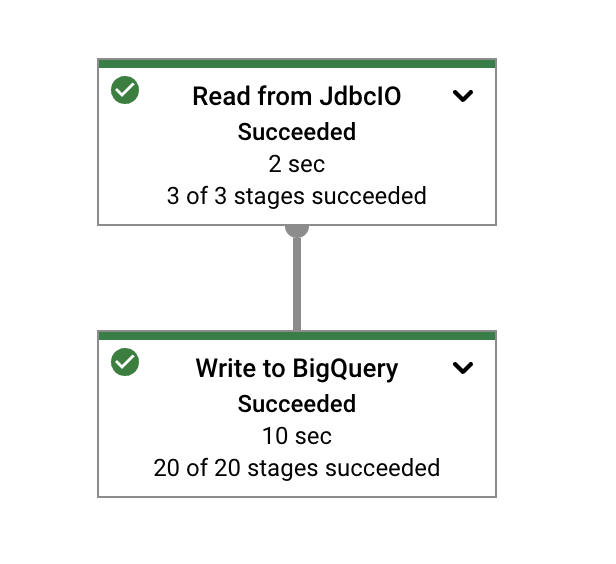 Read from JdbcIO
Succeeded
2 sec
3 of 3 stages succeeded
Write to BigQuery
Succeeded
10 sec
20 of 20 stages succeeded